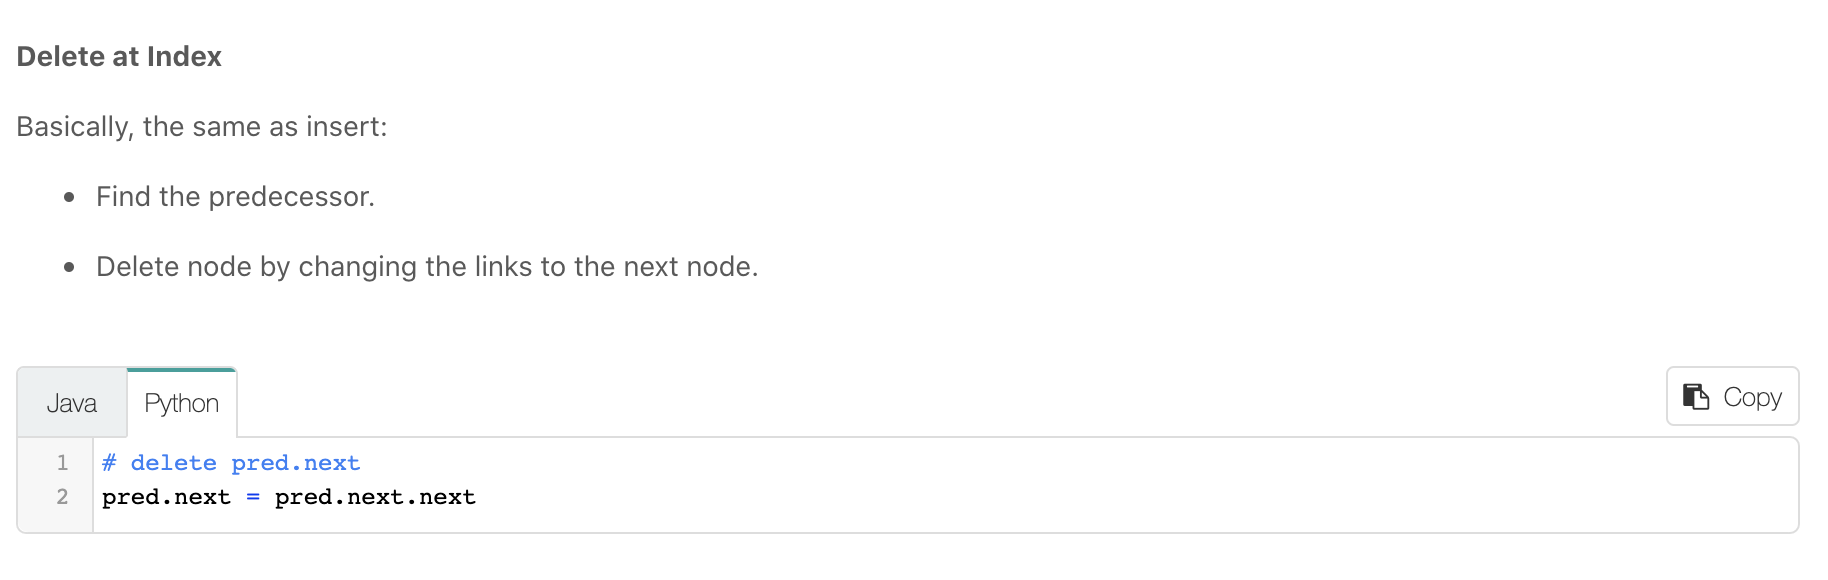 Delete at Index
Basically, the same as insert:
• Find the predecessor.
• Delete node by changing the links to the next node.
Java Python Copy
1 # delete pred.next
2 pred.next = pred.next.next